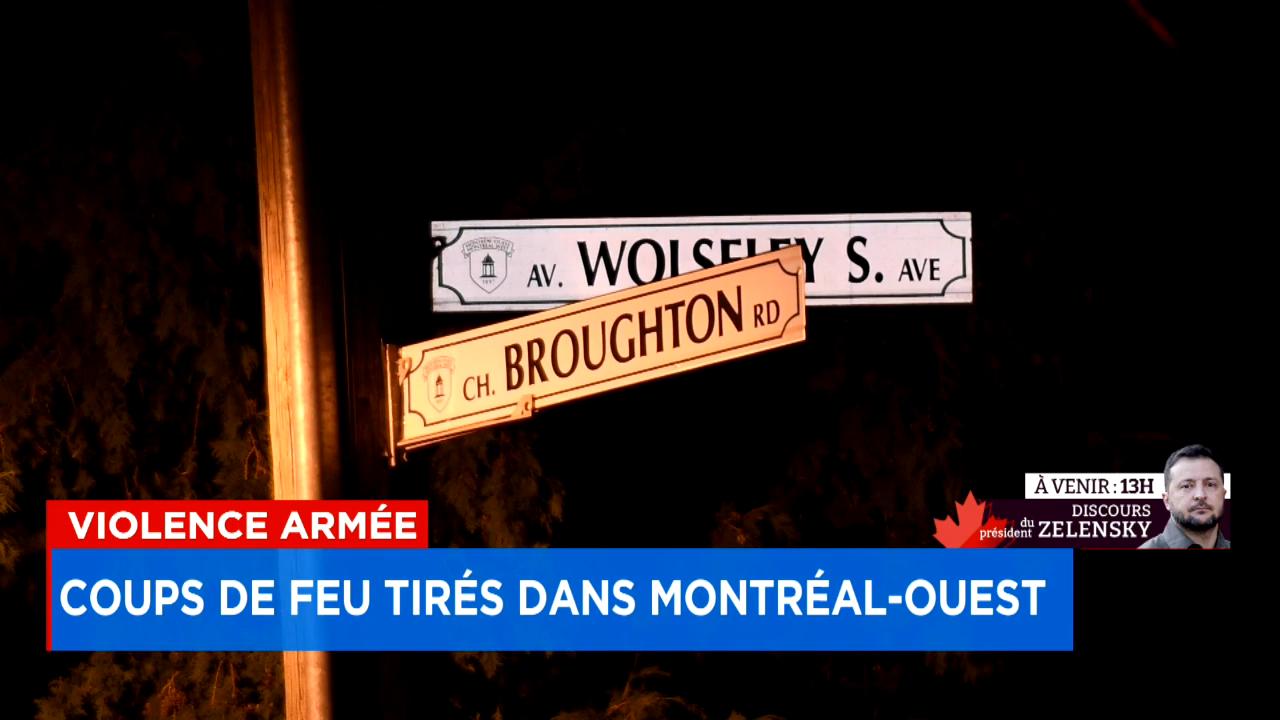 AV. WOLSELEY S. AVE
CH. BROUGHTON RD
À VENIR : 13H
DISCOURS
du
président ZELENSKY
VIOLENCE ARMÉE
COUPS DE FEU TIRÉS DANS MONTRÉAL-OUEST